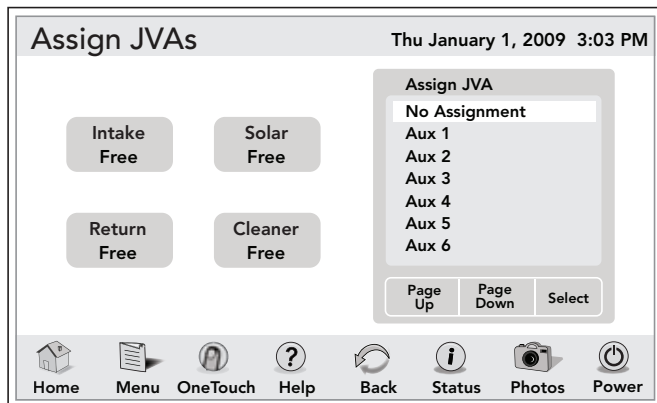 Assign JVAs
Thu January 1, 2009 3:03 PM
Intake
Free
Solar
Free
Return
Free
Cleaner
Free
Assign JVA
No Assignment
Aux 1
Aux 2
Aux 3
Aux 4
Aux 5
Aux 6
Page
Up
Page
Down
Select
Home Menu OneTouch Help Back Status Photos Power